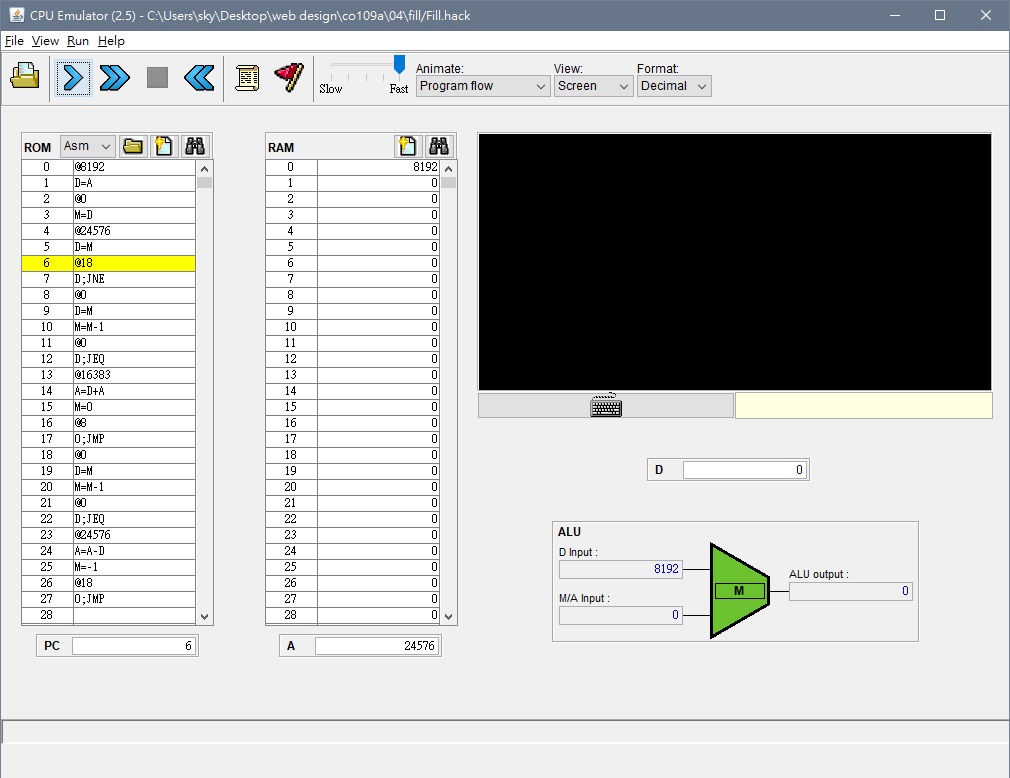 CPU Emulator (2.5) - C:\Users\sky\Desktop\web design\co109a\04\fill/Fill.hack
File View Run Help
Slow Fast
Animate:
Program flow
View:
Screen
Format:
Decimal
ROM Asm
0 @8192
1 D=A
2 @0
3 M=D
4 @24576
5 D=M
6 @18
7 D;JNE
8 @0
9 D=M
10 M=M-1
11 @0
12 D;JEQ
13 @16383
14 A=D+A
15 M=0
16 @8
17 0;JMP
18 @0
19 D=M
20 M=M-1
21 @0
22 D;JEQ
23 @24576
24 A=A-D
25 M=-1
26 @18
27 0;JMP
28
PC 6
RAM
0 8192
1 0
2 0
3 0
4 0
5 0
6 0
7 0
8 0
9 0
10 0
11 0
12 0
13 0
14 0
15 0
16 0
17 0
18 0
19 0
20 0
21 0
22 0
23 0
24 0
25 0
26 0
27 0
28 0
A 24576
D 0
ALU
D Input :
8192
M/A Input :
0
M
ALU output :
0